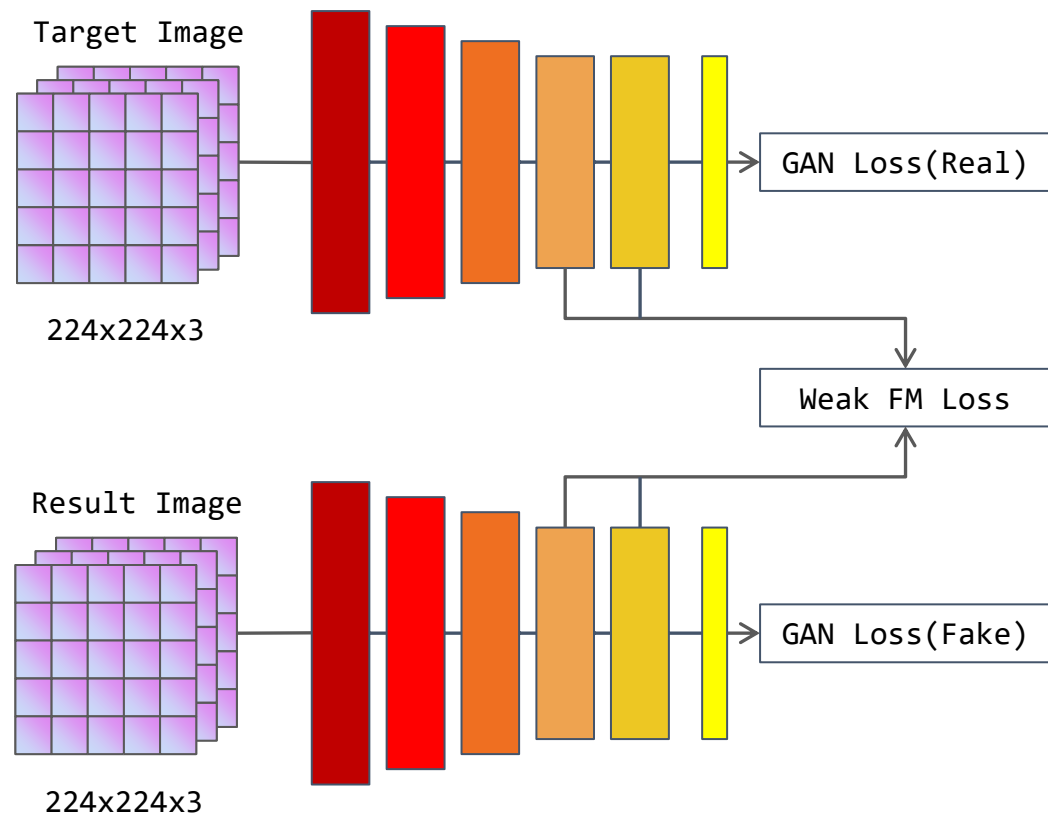 Target Image
224x224x3
GAN Loss(Real)
Weak FM Loss
Result Image
224x224x3
GAN Loss(Fake)